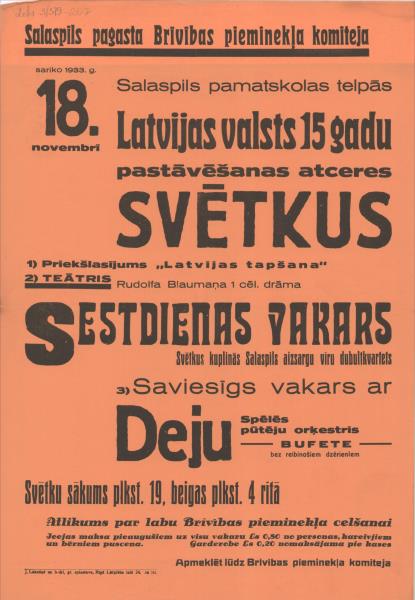 Salaspils pagasta Brīvības pieminekļa komiteja
sarīko 1933. g.
18.
novembrī
Salaspils pamatskolas telpās
Latvijas valsts 15 gadu
pastāvēšanas atceres
SVĒTKUS
1) Priekšlasījums „Latvijas tapšana"
2) TEĀTRIS Rudolfa Blaumaņa 1 cēl. drāma
SESTDIENAS VAKARS
Svētkus kuplinās Salaspils aizsargu vīru dubultkvartets
3) Saviesīgs vakars ar
Deju
Spēlēs
pūtēju orķestris
BUFETE
bez reibinošiem dzērieniem
Svētku sākums plkst. 19, beigas plkst. 4 rītā
Atlikums par labu Brīvības pieminekļa celšanai
Ieejas maksa pieaugušiem uz visu vakaru Ls 0,80 no personas, kareivjiem
un bērniem puscena. Garderobe Ls 0,20 nomaksājama pie kases
Apmeklēt lūdz Brīvības pieminekļa komiteja